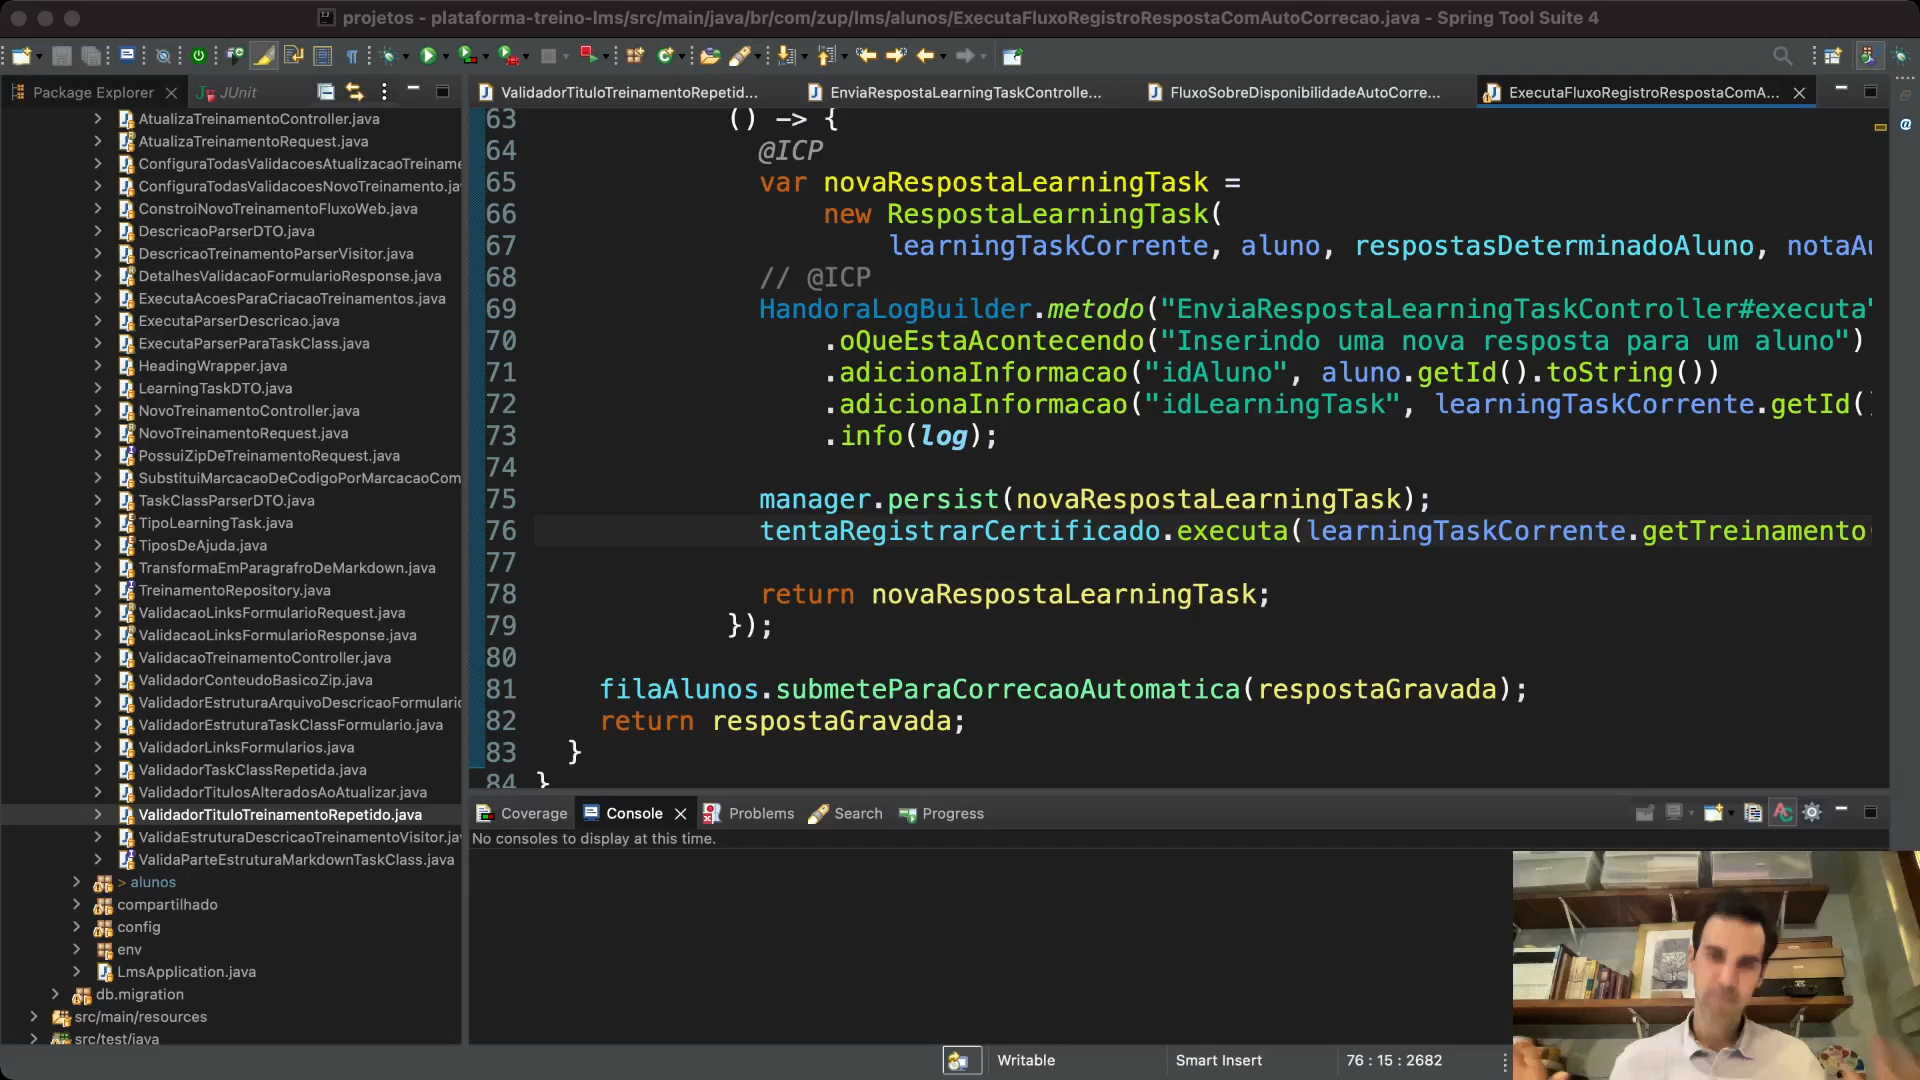 projetos - plataforma-treino-lms/src/main/java/br/com/zup/lms/alunos/ExecutaFluxoRegistroRespostaComAutoCorrecao.java - Spring Tool Suite 4
Package Explorer
JUnit
ValidadorTituloTreinamentoRepetid...
EnviaRespostaLearningTaskControlle...
FluxoSobreDisponibilidadeAutoCorre...
ExecutaFluxoRegistroRespostaComA...
AtualizaTreinamentoController.java
AtualizaTreinamentoRequest.java
ConfiguraTodasValidacoesAtualizacaoTreiname
ConfiguraTodasValidacoesNovoTreinamento.ja
ConstroiNovoTreinamentoFluxoWeb.java
DescricaoParserDTO.java
DescricaoTreinamentoParserVisitor.java
DetalhesValidacaoFormularioResponse.java
ExecutaAcoesParaCriacaoTreinamentos.java
ExecutaParserDescricao.java
ExecutaParserParaTaskClass.java
HeadingWrapper.java
LearningTaskDTO.java
NovoTreinamentoController.java
NovoTreinamentoRequest.java
PossuiZipDeTreinamentoRequest.java
SubstituiMarcacaoDeCodigoPorMarcacaoCom
TaskClassParserDTO.java
TipoLearningTask.java
TiposDeAjuda.java
TransformaEmParagrafroDeMarkdown.java
TreinamentoRepository.java
ValidacaoLinksFormularioRequest.java
ValidacaoLinksFormularioResponse.java
ValidacaoTreinamentoController.java
ValidadorConteudoBasicoZip.java
ValidadorEstruturaArquivoDescricaoFormulario
ValidadorEstruturaTaskClassFormulario.java
ValidadorLinksFormularios.java
ValidadorTaskClassRepetida.java
ValidadorTitulosAlteradosAoAtualizar.java
ValidadorTituloTreinamentoRepetido.java
ValidaEstruturaDescricaoTreinamentoVisitor.jav
ValidaParteEstruturaMarkdownTaskClass.java
> alunos
compartilhado
config
env
LmsApplication.java
db.migration
src/main/resources
src/test/java
63 () -> {
64 @ICP
65 var novaRespostaLearningTask =
66 new RespostaLearningTask(
67 learningTaskCorrente, aluno, respostasDeterminadoAluno, notaAu
68 // @ICP
69 HandoraLogBuilder.metodo("EnviaRespostaLearningTaskController#executa"
70 .oQueEstaAcontecendo("Inserindo uma nova resposta para um aluno")
71 .adicionaInformacao("idAluno", aluno.getId().toString())
72 .adicionaInformacao("idLearningTask", learningTaskCorrente.getId()
73 .info(log);
74
75 manager.persist(novaRespostaLearningTask);
76 tentaRegistrarCertificado.executa(learningTaskCorrente.getTreinamento(
77
78 return novaRespostaLearningTask;
79 });
80
81 filaAlunos.submeteParaCorrecaoAutomatica(respostaGravada);
82 return respostaGravada;
83 }
84 }
Coverage
Console
Problems
Search
Progress
No consoles to display at this time.
Writable
Smart Insert
76 : 15 : 2682